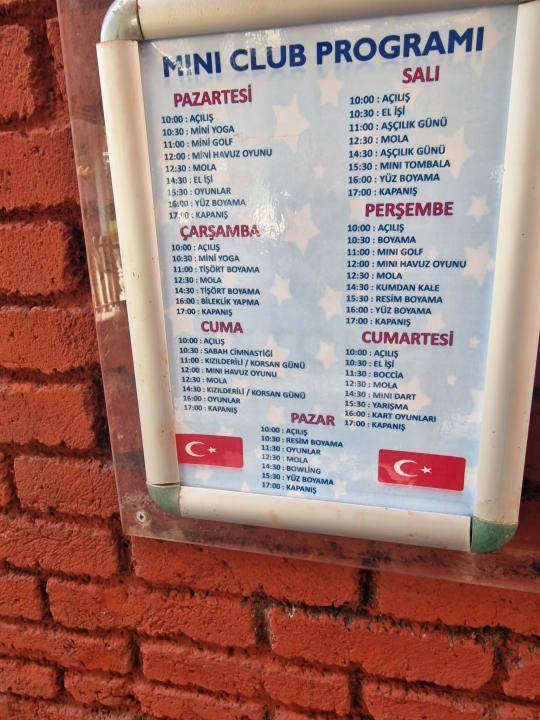 MINI CLUB PROGRAMI
PAZARTESİ
10:00 : AÇILIŞ
10:30 : MİNİ YOGA
11:00 : MİNİ GOLF
12:00 : MİNİ HAVUZ OYUNU
12:30 : MOLA
14:30 : EL İŞİ
15:30 : OYUNLAR
16:00 : YÜZ BOYAMA
17:00 : KAPANIŞ
SALI
10:00 : AÇILIŞ
10:30 : EL İŞİ
11:00 : AŞÇILIK GÜNÜ
12:30 : MOLA
14:30 : AŞÇILIK GÜNÜ
15:30 : MINI TOMBALA
16:00 : YÜZ BOYAMA
17:00 : KAPANIŞ
ÇARŞAMBA
10:00 : AÇILIŞ
10:30 : MİNİ YOGA
11:00 : TİŞÖRT BOYAMA
12:30 : MOLA
14:30 : TİŞÖRT BOYAMA
16:00 : BİLEKLİK YAPMA
17:00 : KAPANIŞ
PERŞEMBE
10:00 : AÇILIŞ
10:30 : BOYAMA
11:00 : MINI GOLF
12:00 : MINI HAVUZ OYUNU
12:30 : MOLA
14:30 : KUMDAN KALE
15:30 : RESİM BOYAMA
16:00 : YÜZ BOYAMA
17:00 : KAPANIŞ
CUMA
10:00 : AÇILIŞ
10:30 : SABAH CİMNASTİĞİ
11:00 : KIZILDERİLİ / KORSAN GÜNÜ
12:00 : MINI HAVUZ OYUNU
12:30 : MOLA
14:30 : KIZILDERİLİ / KORSAN GÜNÜ
16:00 : OYUNLAR
17:00 : KAPANIŞ
CUMARTESİ
10:00 : AÇILIŞ
10:30 : EL İŞİ
11:30 : BOCCIA
12:30 : MOLA
14:30 : MINI DART
15:30 : YARIŞMA
16:00 : KART OYUNLARI
17:00 : KAPANIŞ
PAZAR
10:00 : AÇILIŞ
10:30 : RESİM BOYAMA
11:30 : OYUNLAR
12:30 : MOLA
14:30 : BOWLING
15:30 : YÜZ BOYAMA
17:00 : KAPANIŞ